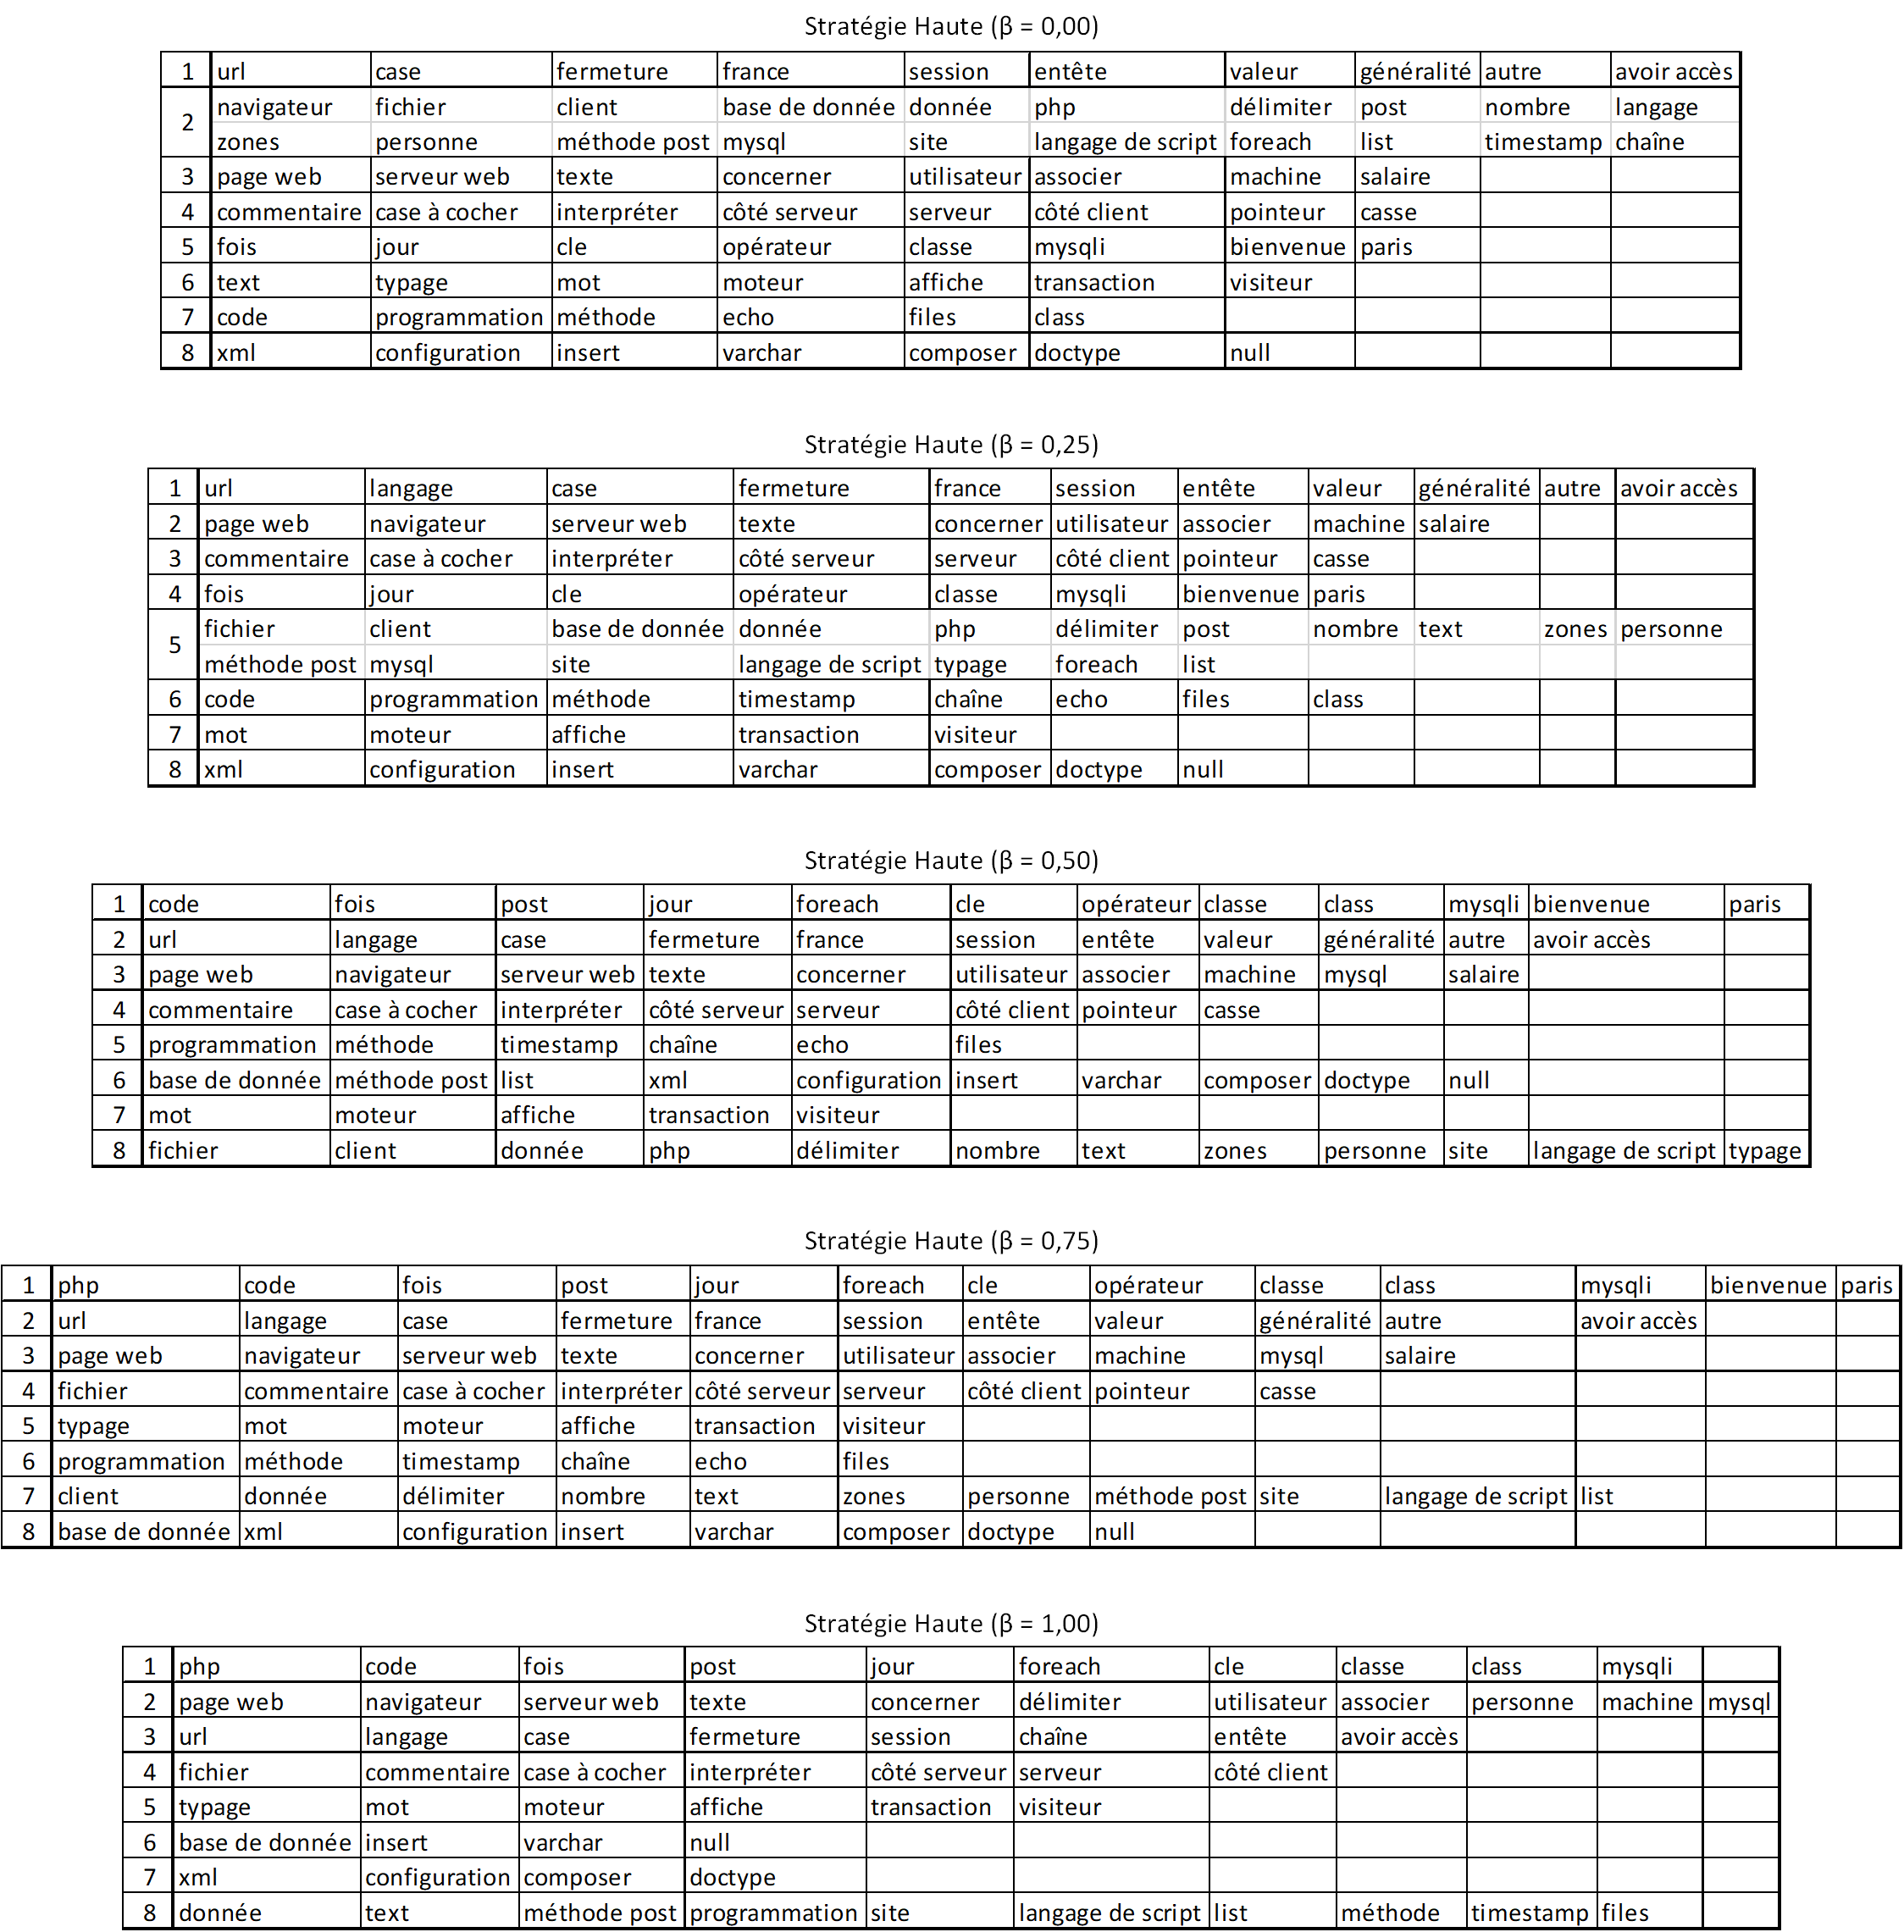 Stratégie Haute (β = 0,00)
1 url case fermeture france session entête valeur généralité autre avoir accès
2 navigateur fichier client base de donnée donnée php délimiter post nombre langage
zones personne méthode post mysql site langage de script foreach list timestamp chaîne
3 page web serveur web texte concerner utilisateur associer machine salaire
4 commentaire case à cocher interpréter côté serveur serveur côté client pointeur casse
5 fois jour cle opérateur classe mysqli bienvenue paris
6 text typage mot moteur affiche transaction visiteur
7 code programmation méthode echo files class
8 xml configuration insert varchar composer doctype null
Stratégie Haute (β = 0,25)
1 url langage case fermeture france session entête valeur généralité autre avoir accès
2 page web navigateur serveur web texte concerner utilisateur associer machine salaire
3 commentaire case à cocher interpréter côté serveur serveur côté client pointeur casse
4 fois jour cle opérateur classe mysqli bienvenue paris
5 fichier client base de donnée donnée php délimiter post nombre text zones personne
méthode post mysql site langage de script typage foreach list
6 code programmation méthode timestamp chaîne echo files class
7 mot moteur affiche transaction visiteur
8 xml configuration insert varchar composer doctype null
Stratégie Haute (β = 0,50)
1 code fois post jour foreach cle opérateur classe class mysqli bienvenue paris
2 url langage case fermeture france session entête valeur généralité autre avoir accès
3 page web navigateur serveur web texte concerner utilisateur associer machine mysql salaire
4 commentaire case à cocher interpréter côté serveur serveur côté client pointeur casse
5 programmation méthode timestamp chaîne echo files
6 base de donnée méthode post list xml configuration insert varchar composer doctype null
7 mot moteur affiche transaction visiteur
8 fichier client donnée php délimiter nombre text zones personne site langage de script typage
Stratégie Haute (β = 0,75)
1 php code fois post jour foreach cle opérateur classe class mysqli bienvenue paris
2 url langage case fermeture france session entête valeur généralité autre avoir accès
3 page web navigateur serveur web texte concerner utilisateur associer machine mysql salaire
4 fichier commentaire case à cocher interpréter côté serveur serveur côté client pointeur casse
5 typage mot moteur affiche transaction visiteur
6 programmation méthode timestamp chaîne echo files
7 client donnée délimiter nombre text zones personne méthode post site langage de script list
8 base de donnée xml configuration insert varchar composer doctype null
Stratégie Haute (β = 1,00)
1 php code fois post jour foreach cle classe class mysqli
2 page web navigateur serveur web texte concerner délimiter utilisateur associer personne machine mysql
3 url langage case fermeture session chaîne entête avoir accès
4 fichier commentaire case à cocher interpréter côté serveur serveur côté client
5 typage mot moteur affiche transaction visiteur
6 base de donnée insert varchar null
7 xml configuration composer doctype
8 donnée text méthode post programmation site langage de script list méthode timestamp files